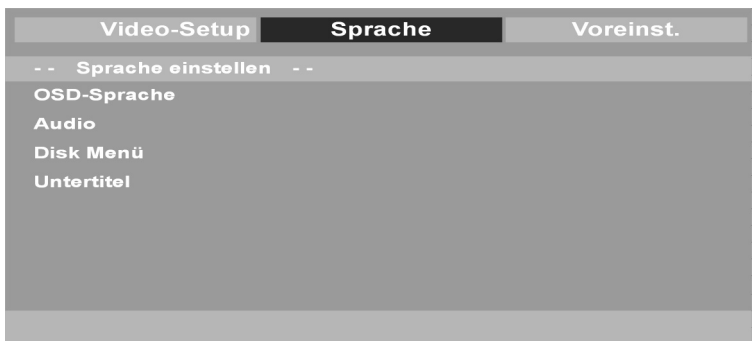 Video-Setup Sprache Voreinst.
-- Sprache einstellen --
OSD-Sprache
Audio
Disk Menü
Untertitel